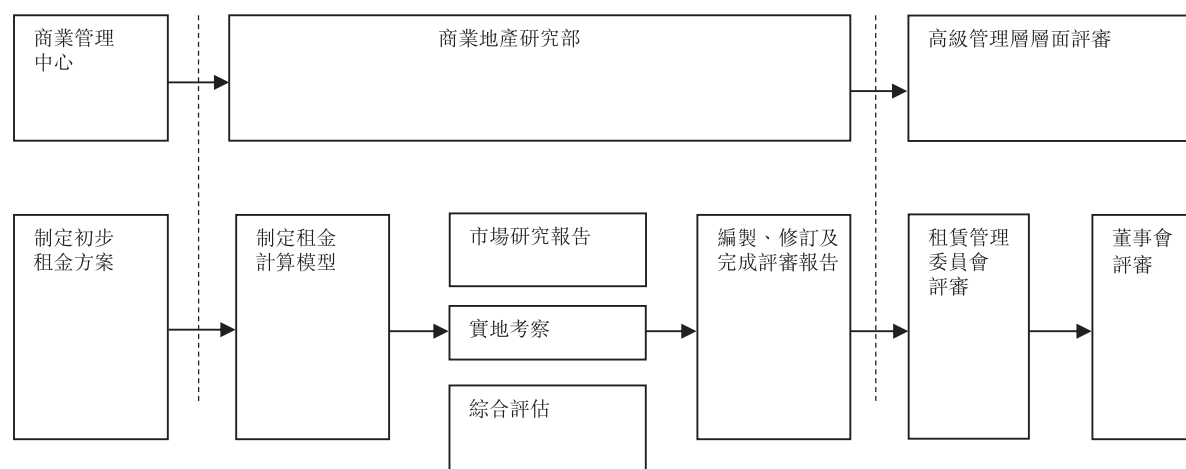 商業管理
中心
商業地產研究部
高級管理層層面評審
制定初步
租金方案
制定租金
計算模型
市場研究報告
實地考察
綜合評估
編製、修訂及
完成評審報告
租賃管理
委員會
評審
董事會
評審